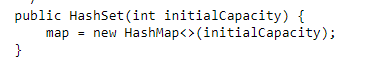 public HashSet(int initialCapacity) {
    map = new HashMap<>(initialCapacity);
}